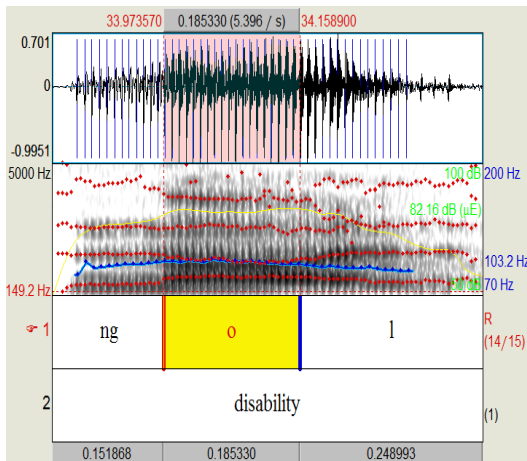 33.973570 0.185330 (5.396 / s) 34.158900
0.701
0
-0.9951
5000 Hz 100 dB 200 Hz
82.16 dB (µE)
103.2 Hz
149.2 Hz 70 Hz
1 ng o l R
(14/15)
2 disability (1)
0.151868 0.185330 0.248993